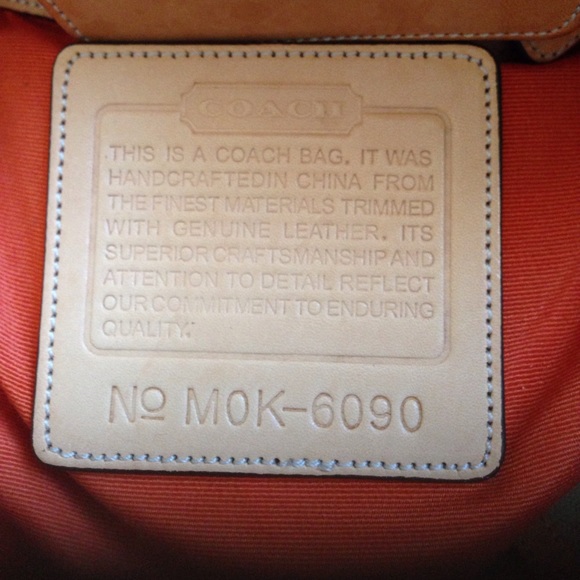 COACH
THIS IS A COACH BAG. IT WAS
HANDCRAFTEDIN CHINA FROM
THE FINEST MATERIALS TRIMMED
WITH GENUINE LEATHER. ITS
SUPERIOR CRAFTSMANSHIP AND
ATTENTION TO DETAIL REFLECT
OUR COMMITMENT TO ENDURING
QUALITY.
No M0K-6090